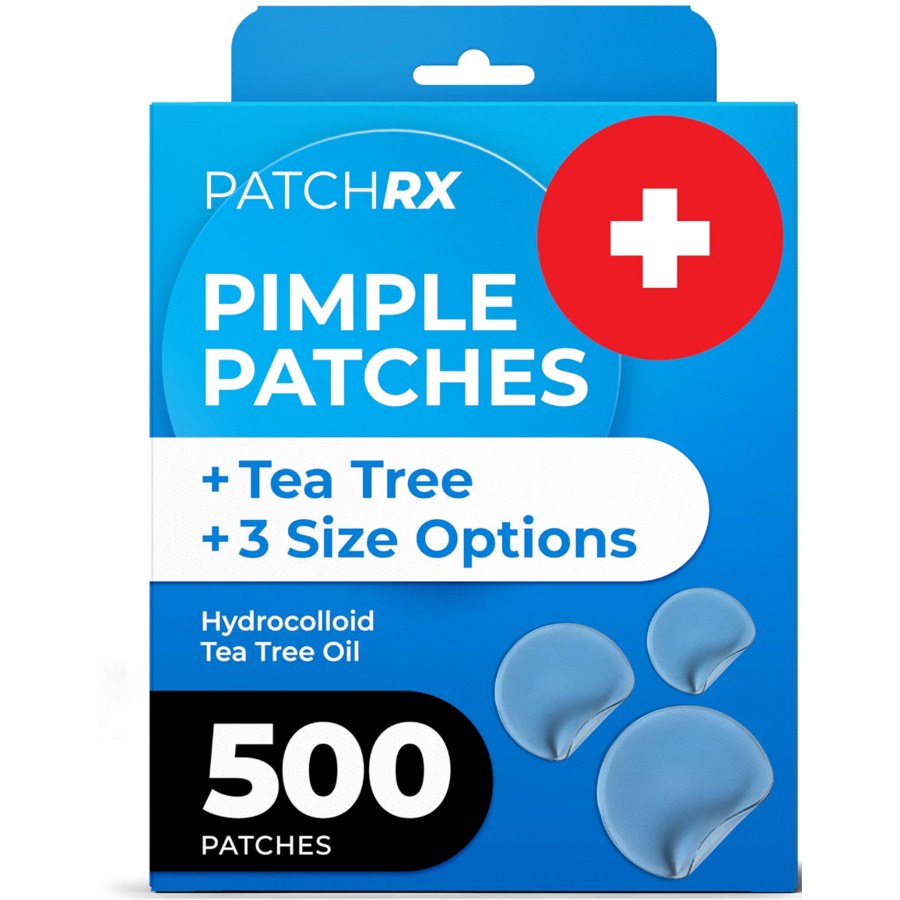 PATCHRX
PIMPLE
PATCHES
+ Tea Tree
+ 3 Size Options
Hydrocolloid
Tea Tree Oil
500
PATCHES